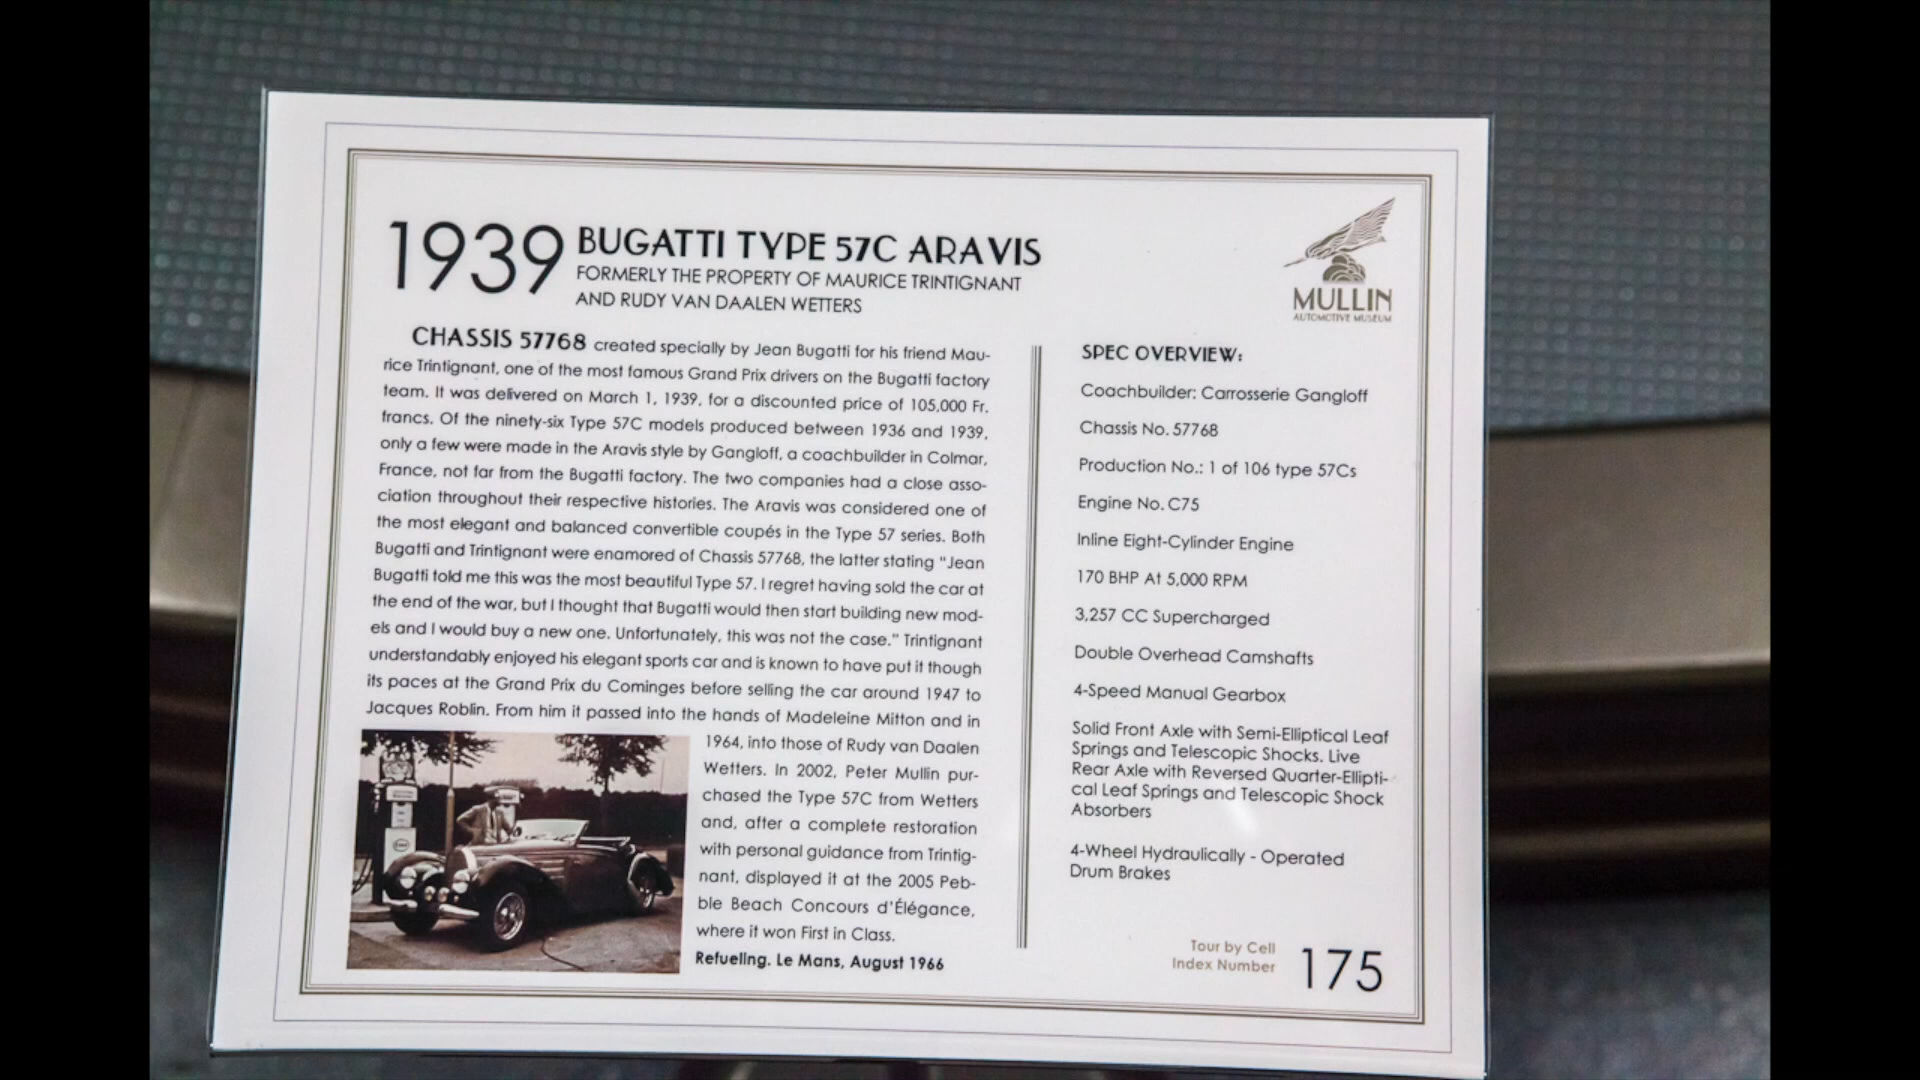 1939 BUGATTI TYPE 57C ARAVIS
FORMERLY THE PROPERTY OF MAURICE TRINTIGNANT
AND RUDY VAN DAALEN WETTERS
MULLIN
AUTOMOTIVE MUSEUM
CHASSIS 57768 created specially by Jean Bugatti for his friend Mau-
rice Trintignant, one of the most famous Grand Prix drivers on the Bugatti factory
team. It was delivered on March 1, 1939, for a discounted price of 105,000 Fr.
francs. Of the ninety-six Type 57C models produced between 1936 and 1939,
only a few were made in the Aravis style by Gangloff, a coachbuilder in Colmar,
France, not far from the Bugatti factory. The two companies had a close asso-
ciation throughout their respective histories. The Aravis was considered one of
the most elegant and balanced convertible coupés in the Type 57 series. Both
Bugatti and Trintignant were enamored of Chassis 57768, the latter stating "Jean
Bugatti told me this was the most beautiful Type 57. I regret having sold the car at
the end of the war, but I thought that Bugatti would then start building new mod-
els and I would buy a new one. Unfortunately, this was not the case." Trintignant
understandably enjoyed his elegant sports car and is known to have put it though
its paces at the Grand Prix du Cominges before selling the car around 1947 to
Jacques Roblin. From him it passed into the hands of Madeleine Mitton and in
1964, into those of Rudy van Daalen
Wetters. In 2002, Peter Mullin pur-
chased the Type 57C from Wetters
and, after a complete restoration
with personal guidance from Trintig-
nant, displayed it at the 2005 Peb-
ble Beach Concours d'Élégance,
where it won First in Class.
Refueling. Le Mans, August 1966
SPEC OVERVIEW:
Coachbuilder: Carrosserie Gangloff
Chassis No. 57768
Production No.: 1 of 106 type 57Cs
Engine No. C75
Inline Eight-Cylinder Engine
170 BHP At 5,000 RPM
3,257 CC Supercharged
Double Overhead Camshafts
4-Speed Manual Gearbox
Solid Front Axle with Semi-Elliptical Leaf
Springs and Telescopic Shocks. Live
Rear Axle with Reversed Quarter-Ellipti-
cal Leaf Springs and Telescopic Shock
Absorbers
4-Wheel Hydraulically - Operated
Drum Brakes
Tour by Cell
Index Number 175